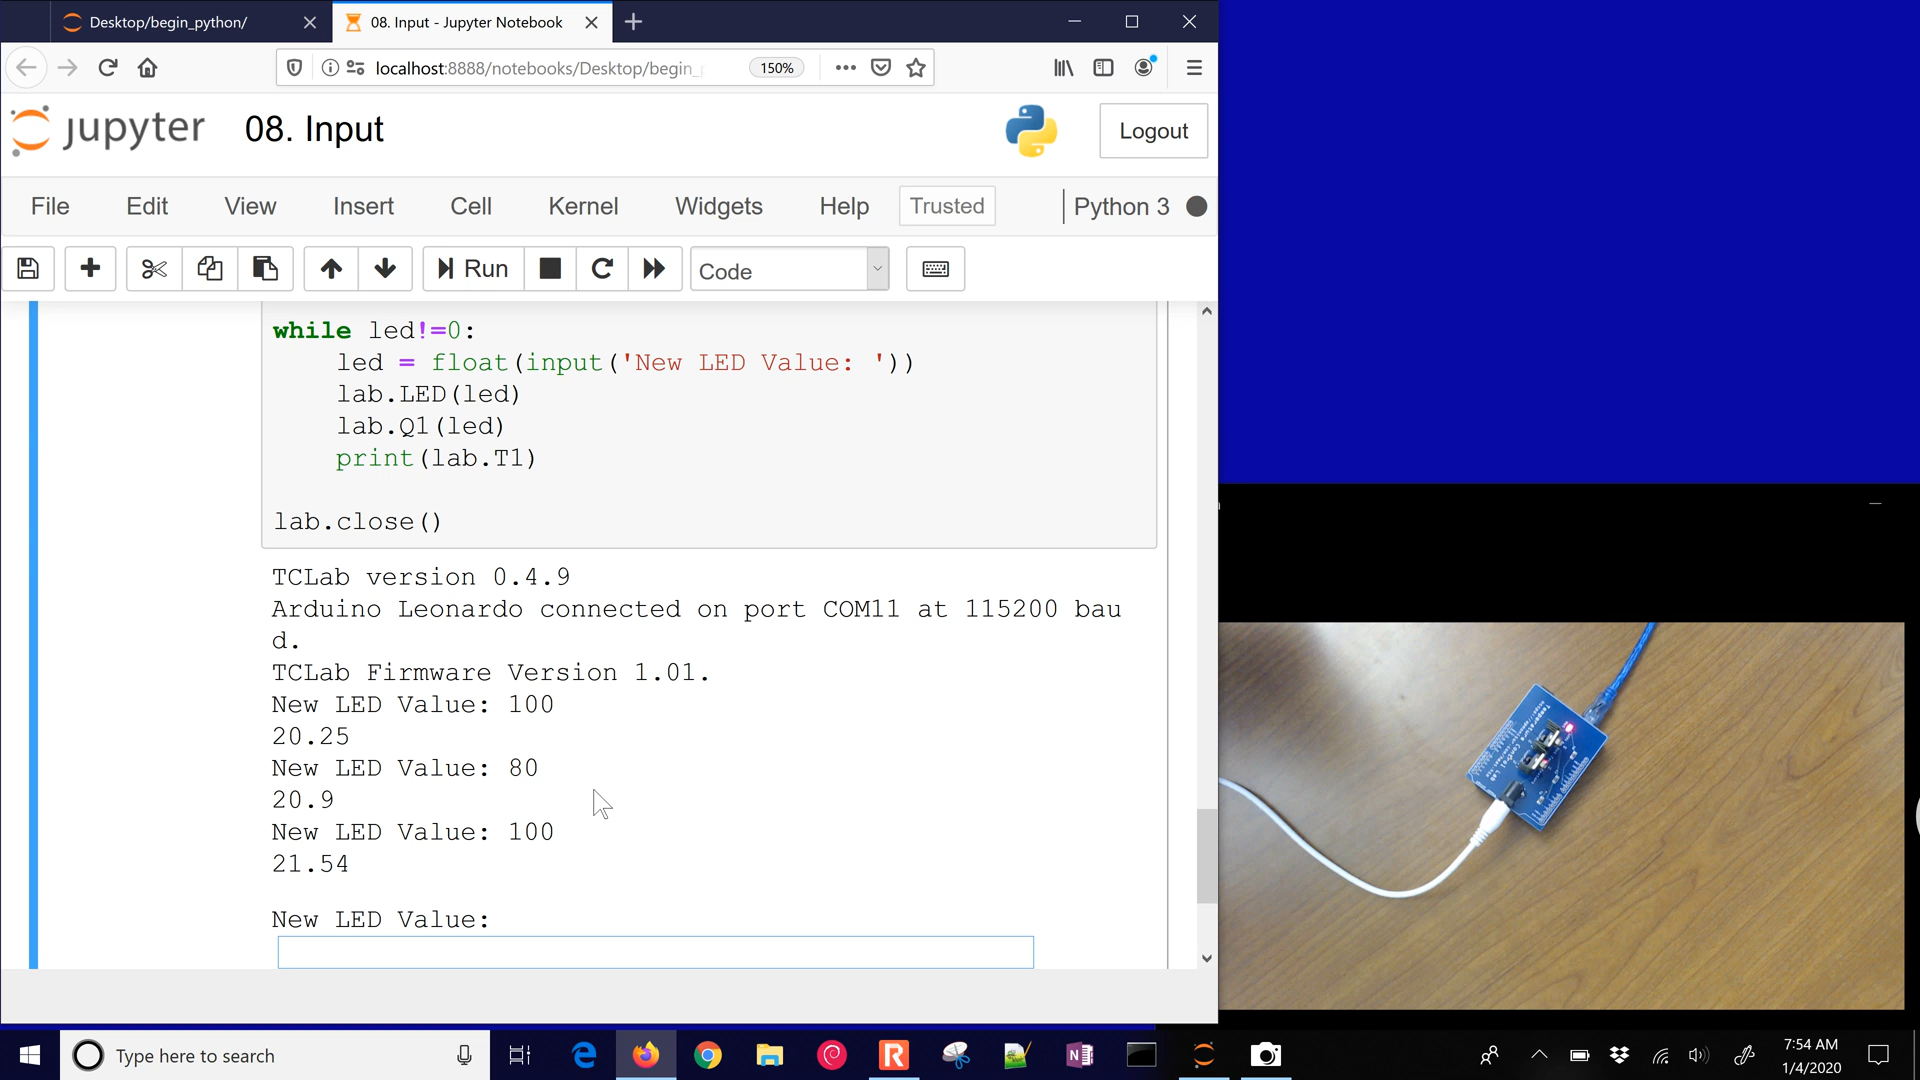 Desktop/begin_python/
08. Input - Jupyter Notebook
localhost:8888/notebooks/Desktop/begin_
150%
jupyter
08. Input
Logout
File Edit View Insert Cell Kernel Widgets Help Trusted Python 3
Run
Code
while led!=0:
led = float(input('New LED Value: '))
lab.LED(led)
lab.Q1(led)
print(lab.T1)
lab.close()
TCLab version 0.4.9
Arduino Leonardo connected on port COM11 at 115200 bau
d.
TCLab Firmware Version 1.01.
New LED Value: 100
20.25
New LED Value: 80
20.9
New LED Value: 100
21.54
New LED Value:
Temperature Control Lab
Type here to search
7:54 AM
1/4/2020